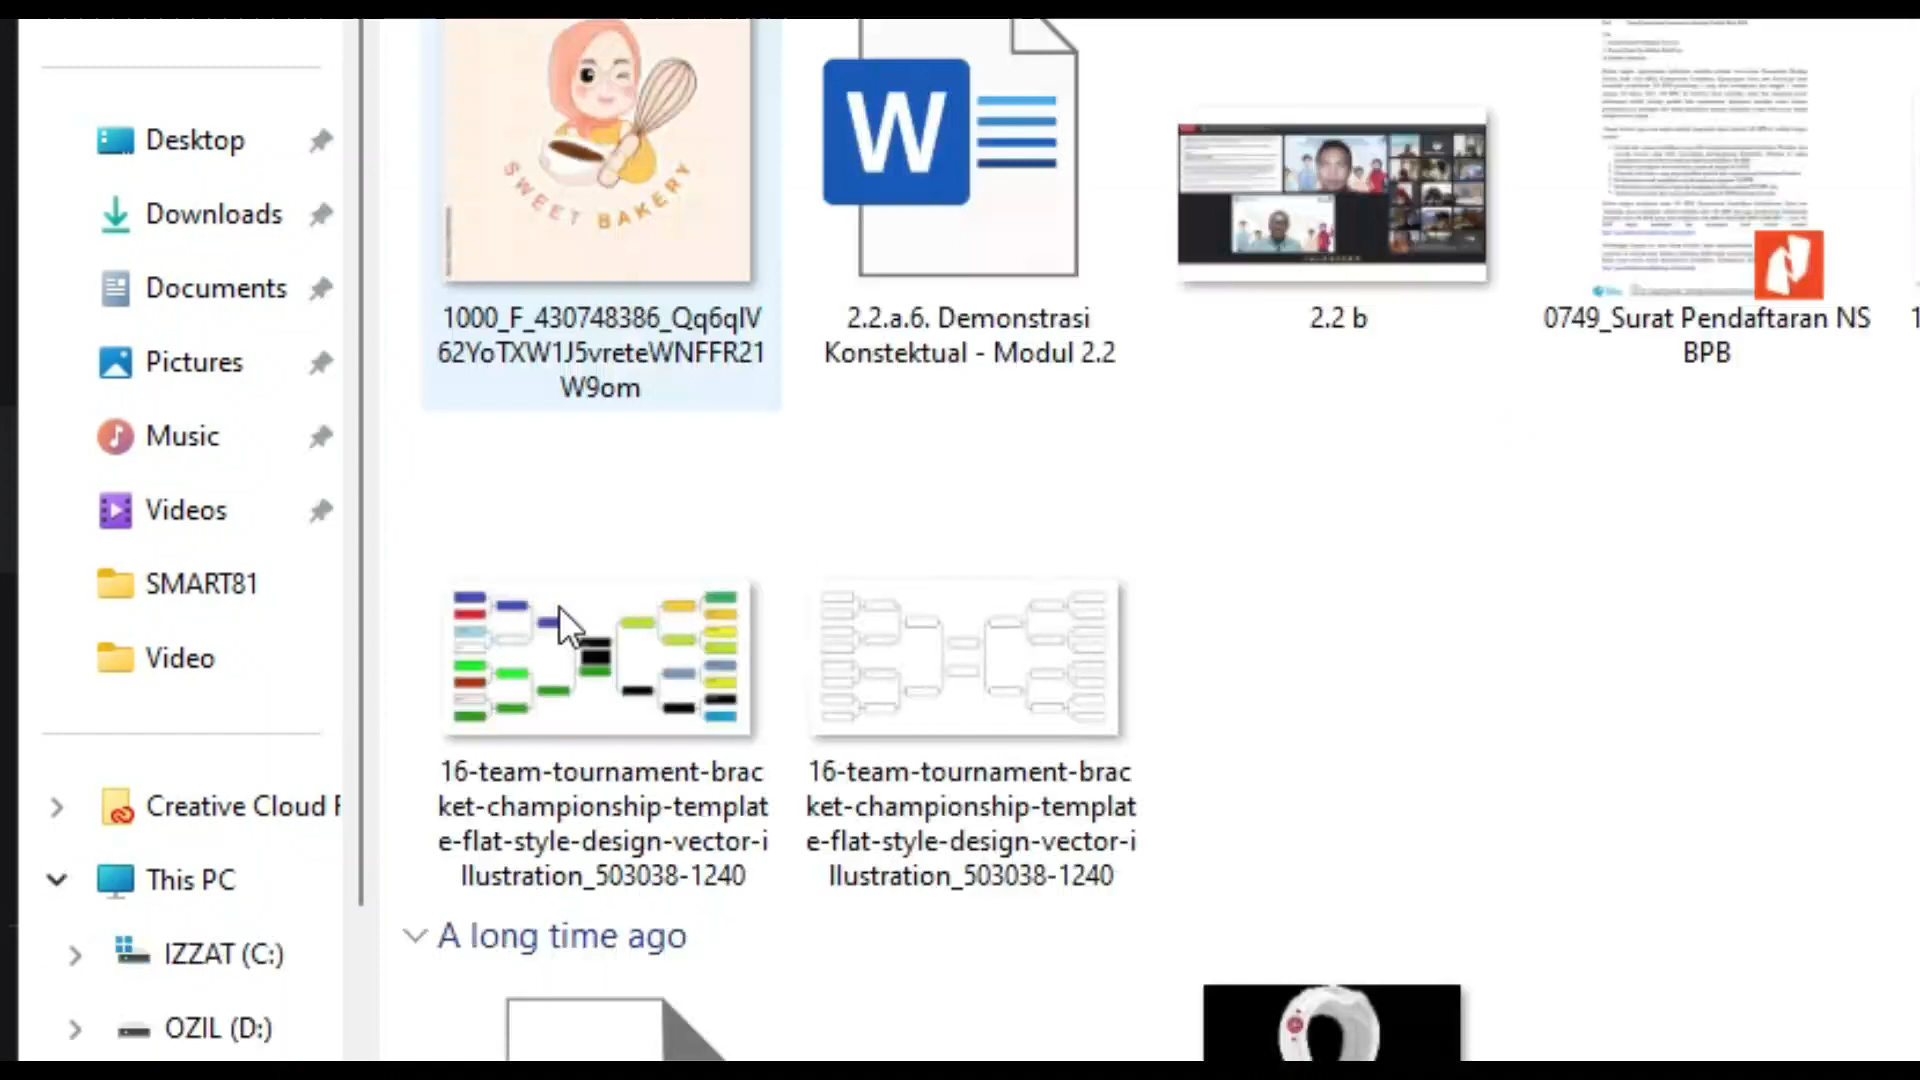 Desktop
Downloads
Documents
Pictures
Music
Videos
SMART81
Video
Creative Cloud F
This PC
IZZAT (C:)
OZIL (D:)
SWEET BAKERY
W
1000_F_430748386_Qq6qIV
62YoTXW1J5vreteWNFFR21
W9om
2.2.a.6. Demonstrasi
Konstektual - Modul 2.2
2.2 b
0749_Surat Pendaftaran NS
BPB
16-team-tournament-brac
ket-championship-templat
e-flat-style-design-vector-i
llustration_503038-1240
16-team-tournament-brac
ket-championship-templat
e-flat-style-design-vector-i
llustration_503038-1240
A long time ago